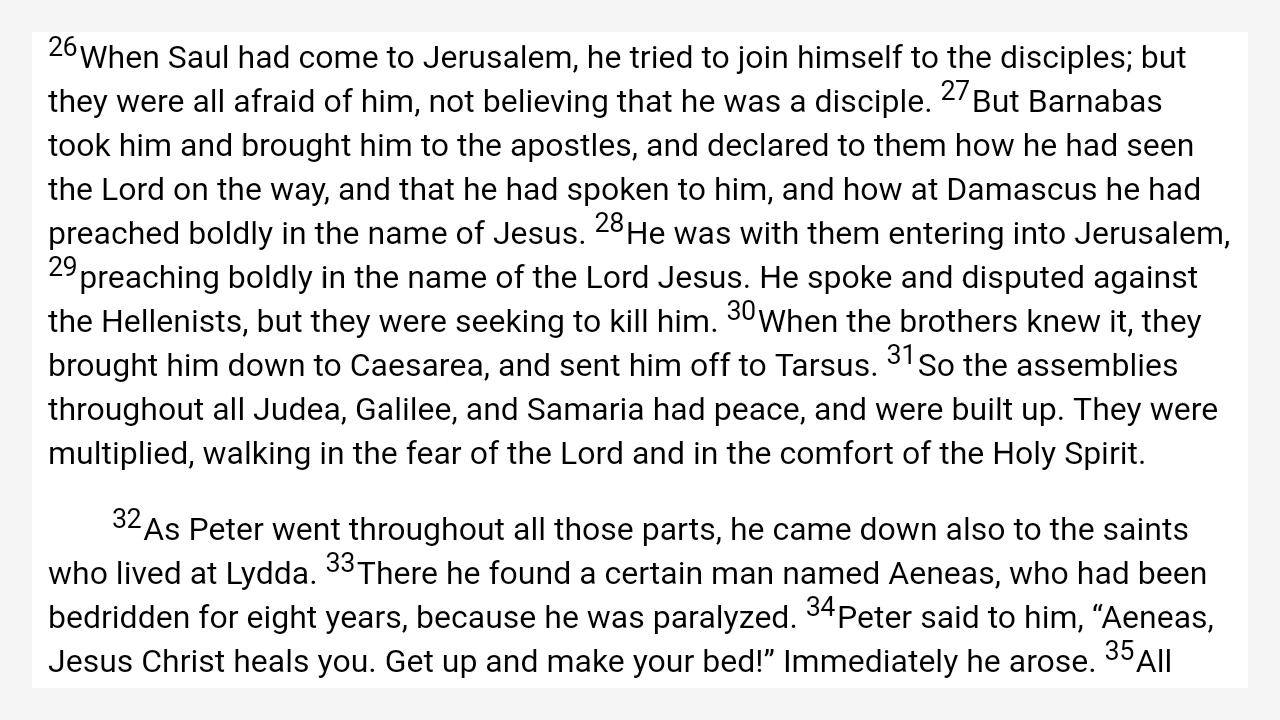 26When Saul had come to Jerusalem, he tried to join himself to the disciples; but
they were all afraid of him, not believing that he was a disciple. 27But Barnabas
took him and brought him to the apostles, and declared to them how he had seen
the Lord on the way, and that he had spoken to him, and how at Damascus he had
preached boldly in the name of Jesus. 28He was with them entering into Jerusalem,
29preaching boldly in the name of the Lord Jesus. He spoke and disputed against
the Hellenists, but they were seeking to kill him. 30When the brothers knew it, they
brought him down to Caesarea, and sent him off to Tarsus. 31So the assemblies
throughout all Judea, Galilee, and Samaria had peace, and were built up. They were
multiplied, walking in the fear of the Lord and in the comfort of the Holy Spirit.
32As Peter went throughout all those parts, he came down also to the saints
who lived at Lydda. 33There he found a certain man named Aeneas, who had been
bedridden for eight years, because he was paralyzed. 34Peter said to him, “Aeneas,
Jesus Christ heals you. Get up and make your bed!” Immediately he arose. 35All